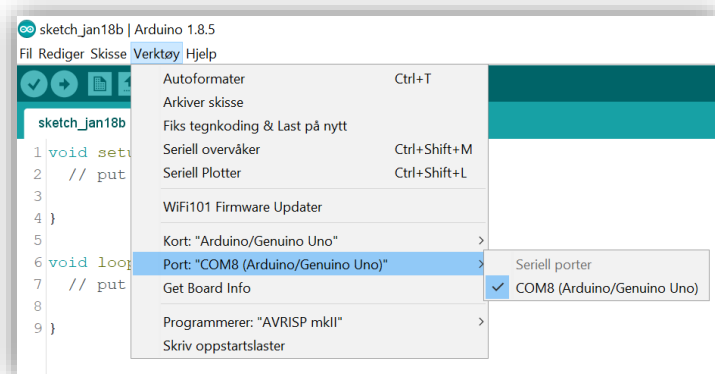 sketch_jan18b | Arduino 1.8.5
Fil Rediger Skisse Verktøy Hjelp
sketch_jan18b
1 void setu
2 // put
3
4 }
5
6 void loop
7 // put
8
9 }
Autoformater Ctrl+T
Arkiver skisse
Fiks tegnkoding & Last på nytt
Seriell overvåker Ctrl+Shift+M
Seriell Plotter Ctrl+Shift+L
WiFi101 Firmware Updater
Kort: "Arduino/Genuino Uno"
Port: "COM8 (Arduino/Genuino Uno)"
Get Board Info
Programmerer: "AVRISP mkII"
Skriv oppstartslaster
Seriell porter
COM8 (Arduino/Genuino Uno)